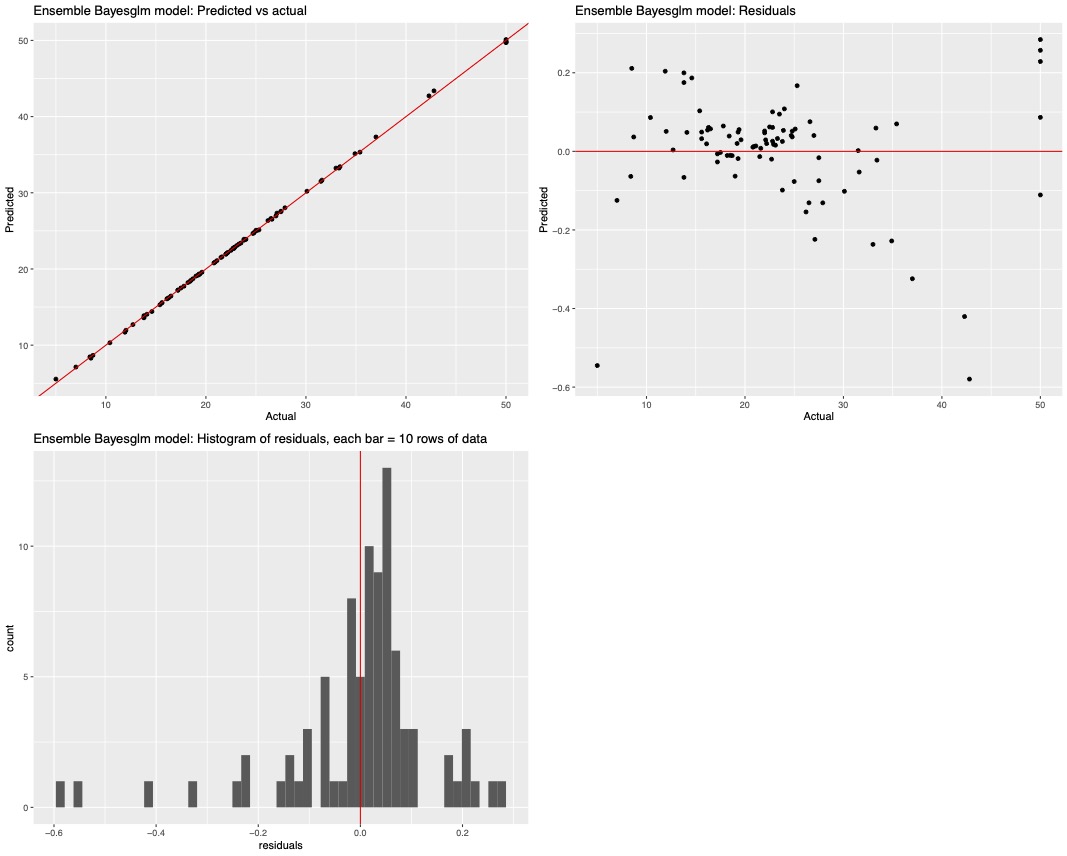 Ensemble Bayesglm model: Predicted vs actual
50
40
30
20
10
Predicted
10 20 30 40 50
Actual
Ensemble Bayesglm model: Residuals
0.2
0.0
−0.2
−0.4
−0.6
Predicted
10 20 30 40 50
Actual
Ensemble Bayesglm model: Histogram of residuals, each bar = 10 rows of data
10
5
0
count
−0.6 −0.4 −0.2 0.0 0.2
residuals